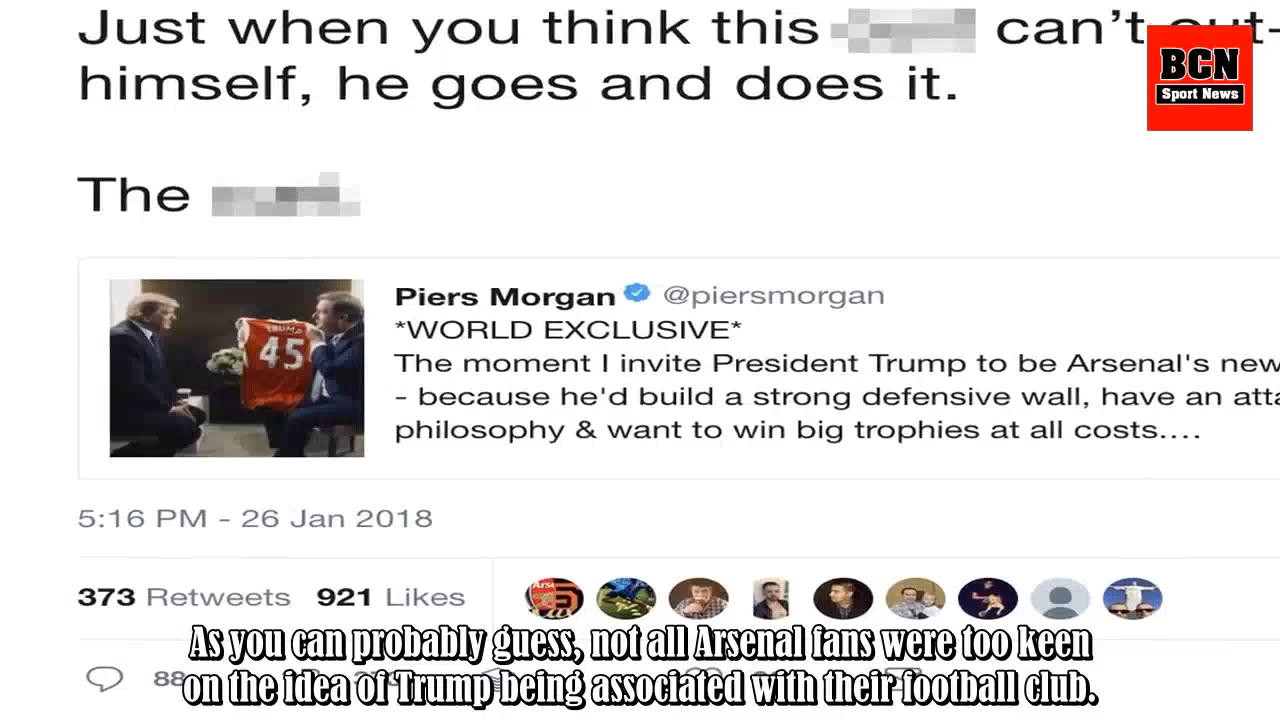 Just when you think this can't
himself, he goes and does it.
BCN
Sport News
The
TRUMP
45
Piers Morgan @piersmorgan
*WORLD EXCLUSIVE*
The moment I invite President Trump to be Arsenal's new
- because he'd build a strong defensive wall, have an
philosophy & want to win big trophies at all costs....
5:16 PM - 26 Jan 2018
373 Retweets 921 Likes
As you can probably guess, not all Arsenal fans were too keen
on the idea of Trump being associated with their football club.